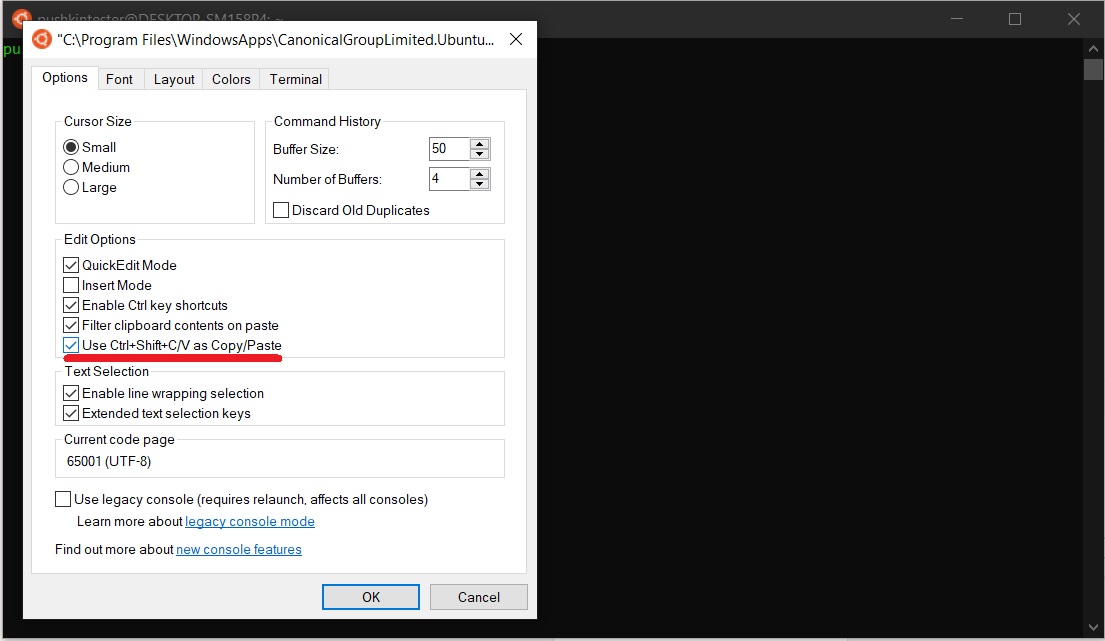 pushkintester@DESKTOP-SM158P4: ~
pu
"C:\Program Files\WindowsApps\CanonicalGroupLimited.Ubuntu...
Options Font Layout Colors Terminal
Cursor Size
Small
Medium
Large
Command History
Buffer Size: 50
Number of Buffers: 4
Discard Old Duplicates
Edit Options
QuickEdit Mode
Insert Mode
Enable Ctrl key shortcuts
Filter clipboard contents on paste
Use Ctrl+Shift+C/V as Copy/Paste
Text Selection
Enable line wrapping selection
Extended text selection keys
Current code page
65001 (UTF-8)
Use legacy console (requires relaunch, affects all consoles)
Learn more about legacy console mode
Find out more about new console features
OK Cancel